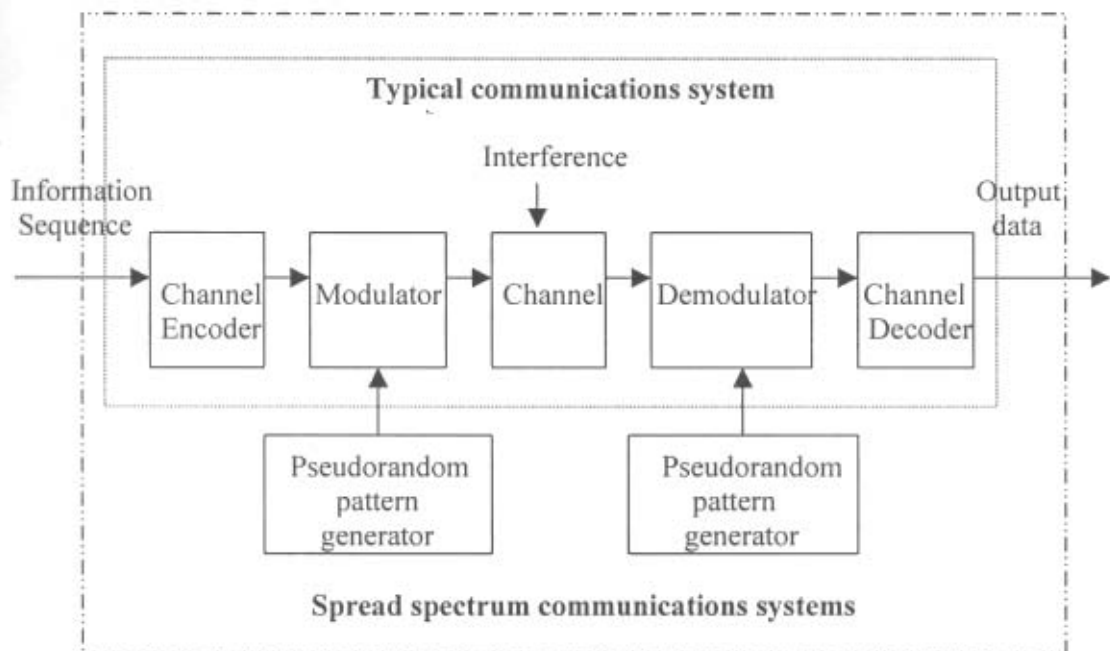 Typical communications system
Interference
Information
Sequence
Output
data
Channel
Encoder
Modulator
Channel
Demodulator
Channel
Decoder
Pseudorandom
pattern
generator
Pseudorandom
pattern
generator
Spread spectrum communications systems